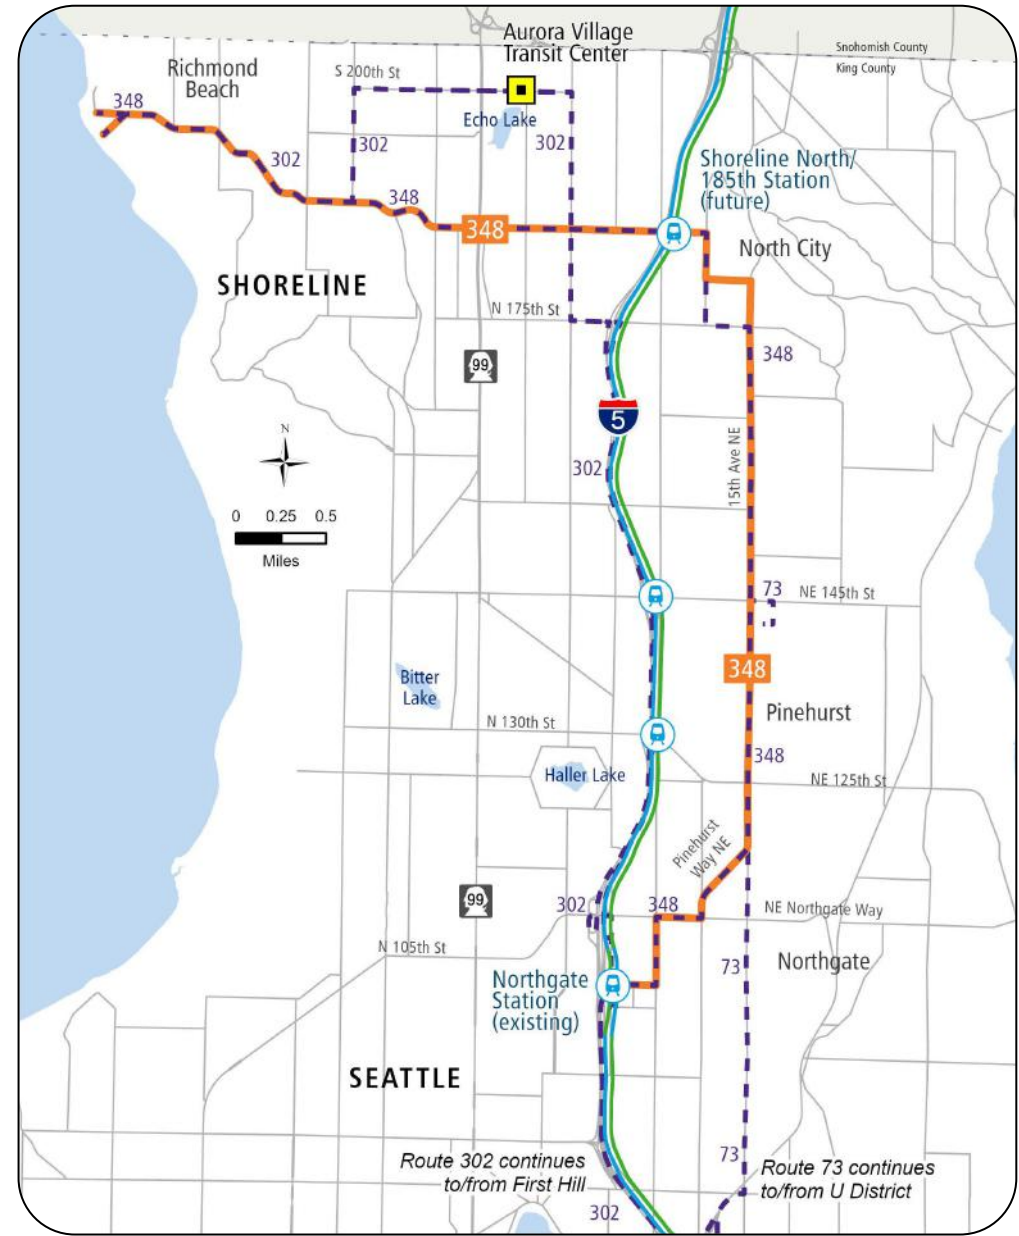 Aurora Village
Transit Center
Snohomish County
King County
Richmond
Beach
S 200th St
348
Echo Lake
302
302
302
Shoreline North/
185th Station
(future)
348
348
North City
SHORELINE
N 175th St
348
99
5
15th Ave NE
302
N
0 0.25 0.5
Miles
73
NE 145th St
348
Bitter
Lake
Pinehurst
N 130th St
348
Haller Lake
NE 125th St
Pinehurst
Way NE
99
302
348
NE Northgate Way
N 105th St
73
Northgate
Northgate
Station
(existing)
SEATTLE
Route 302 continues
to/from First Hill
73
Route 73 continues
to/from U District
302